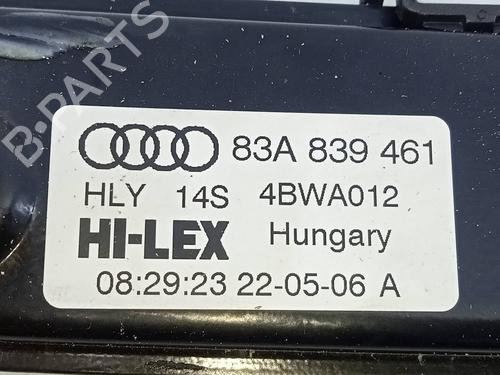 B-PARTS
83A 839 461
HLY 14S 4BWA012
HI-LEX Hungary
08:29:23 22-05-06 A